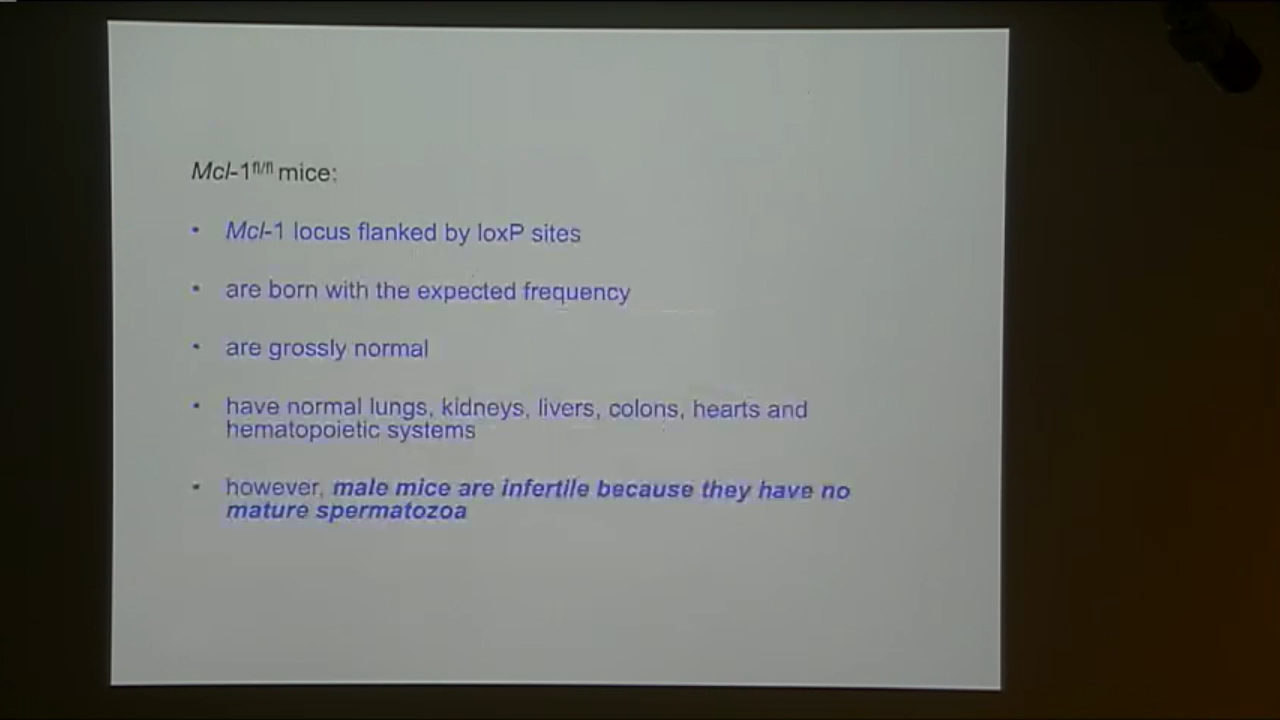 Mcl-1fl/fl mice:
• Mcl-1 locus flanked by loxP sites
• are born with the expected frequency
• are grossly normal
• have normal lungs, kidneys, livers, colons, hearts and
hematopoietic systems
• however, male mice are infertile because they have no
mature spermatozoa